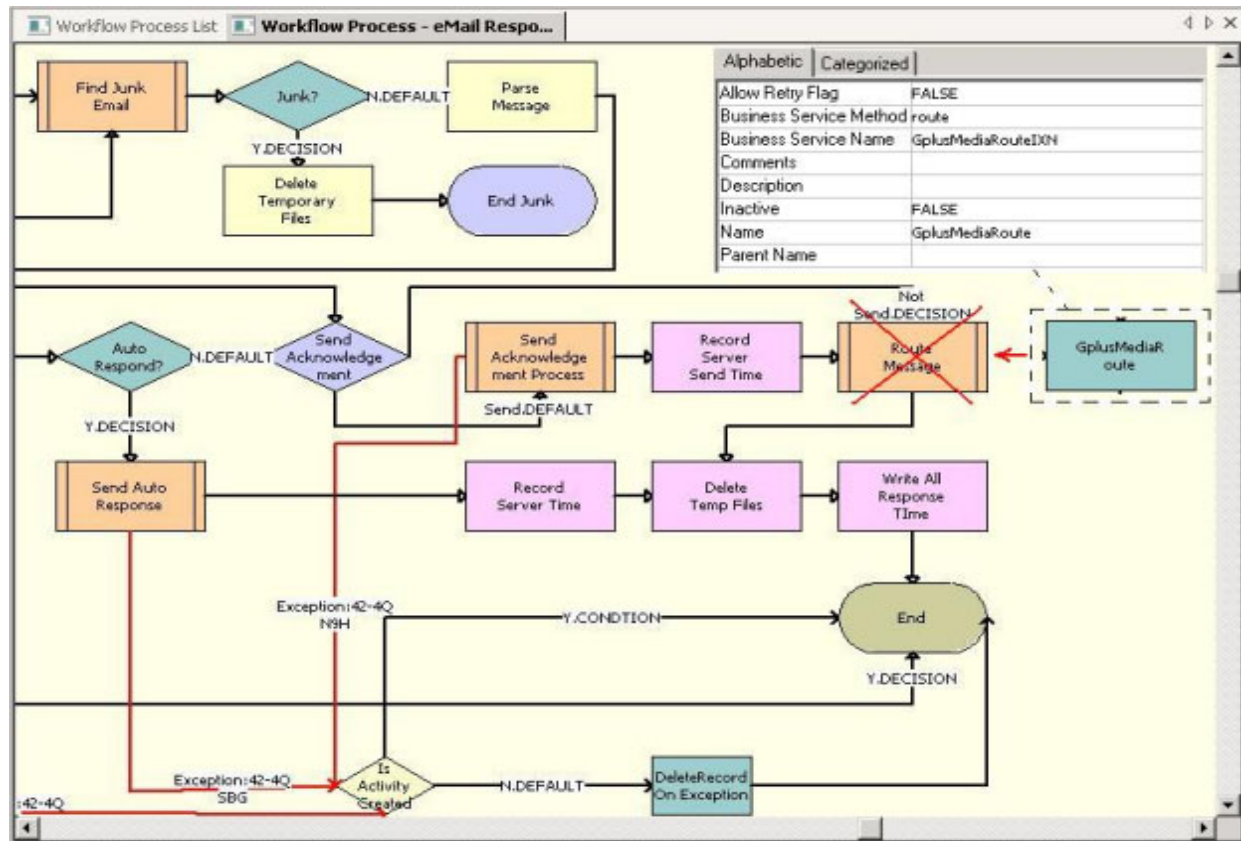 Workflow Process List
Workflow Process - eMail Respo...
Alphabetic
Categorized
Allow Retry Flag FALSE
Business Service Method route
Business Service Name GplusMediaRouteIXN
Comments
Description
Inactive FALSE
Name GplusMediaRoute
Parent Name
Find Junk
Email
Junk?
N.DEFAULT
Parse
Message
Y.DECISION
Delete
Temporary
Files
End Junk
Auto
Respond?
N.DEFAULT
Send
Acknowledge
ment
Send
Acknowledge
ment Process
Record
Server
Send Time
Not
Send.DECISION
Route
Message
GplusMediaR
oute
Send.DEFAULT
Y.DECISION
Send Auto
Response
Record
Server Time
Delete
Temp Files
Write All
Response
TIme
Exception:42-4Q
N9H
Y.CONDTION
End
Y.DECISION
Exception:42-4Q
SBG
Is
Activity
Created
N.DEFAULT
DeleteRecord
On Exception
:42-4Q